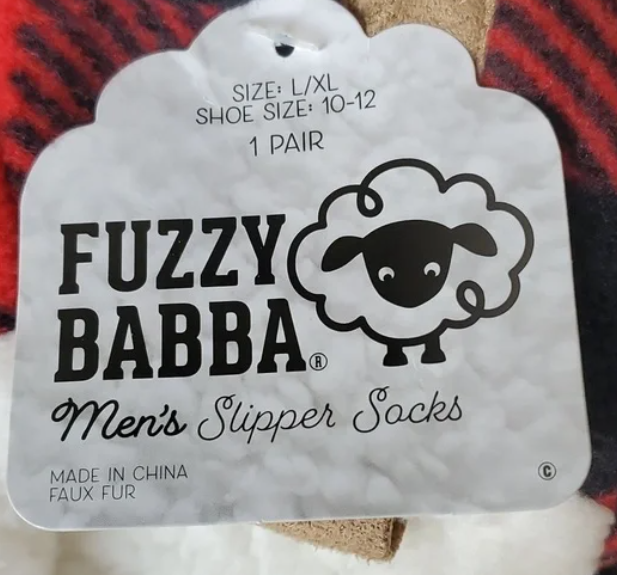 SIZE: L/XL
SHOE SIZE: 10-12
1 PAIR
FUZZY
BABBA®
Men's Slipper Socks
MADE IN CHINA
FAUX FUR
©